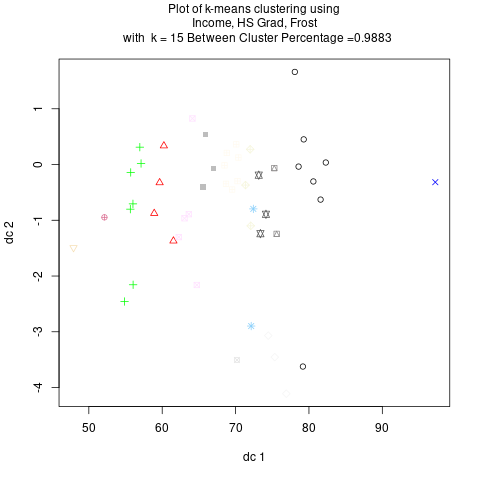 Plot of k-means clustering using
Income, HS Grad, Frost
with k = 15 Between Cluster Percentage =0.9883
1
0
-1
-2
-3
-4
dc 2
50 60 70 80 90
dc 1